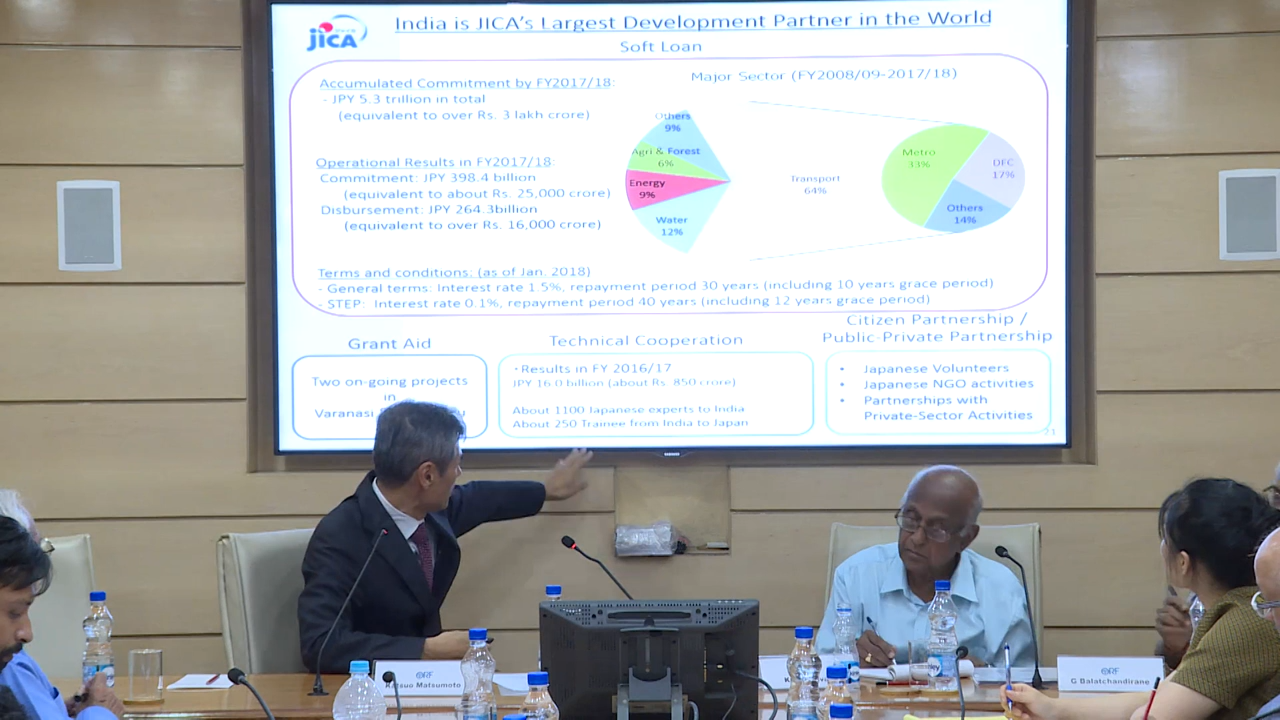 JICA
India is JICA's Largest Development Partner in the World
Soft Loan
Accumulated Commitment by FY2017/18:
- JPY 5.3 trillion in total
(equivalent to over Rs. 3 lakh crore)
Operational Results in FY2017/18:
Commitment: JPY 398.4 billion
(equivalent to about Rs. 25,000 crore)
Disbursement: JPY 264.3billion
(equivalent to over Rs. 16,000 crore)
Major Sector (FY2008/09-2017/18)
Others
9%
Agri & Forest
6%
Energy
9%
Water
12%
Transport
64%
Metro
33%
DFC
17%
Others
14%
Terms and conditions: (as of Jan. 2018)
- General terms: Interest rate 1.5%, repayment period 30 years (including 10 years grace period)
- STEP: Interest rate 0.1%, repayment period 40 years (including 12 years grace period)
Grant Aid
Two on-going projects
in
Varanasi
Technical Cooperation
・Results in FY 2016/17
JPY 16.0 billion (about Rs. 850 crore)
About 1100 Japanese experts to India
About 250 Trainee from India to Japan
Citizen Partnership /
Public-Private Partnership
• Japanese Volunteers
• Japanese NGO activities
• Partnerships with
Private-Sector Activities
21
SAMSUNG
ORF
Katsuo Matsumoto
ORF
G Balatchandirane